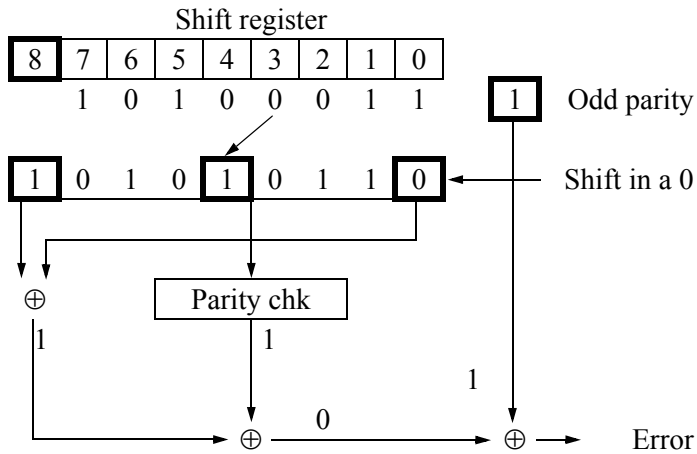 Shift register
8 7 6 5 4 3 2 1 0
1 0 1 0 0 0 1 1 1 Odd parity
1 0 1 0 1 0 1 1 0 Shift in a 0
⊕ Parity chk
1 1
1
0
⊕ ⊕ Error